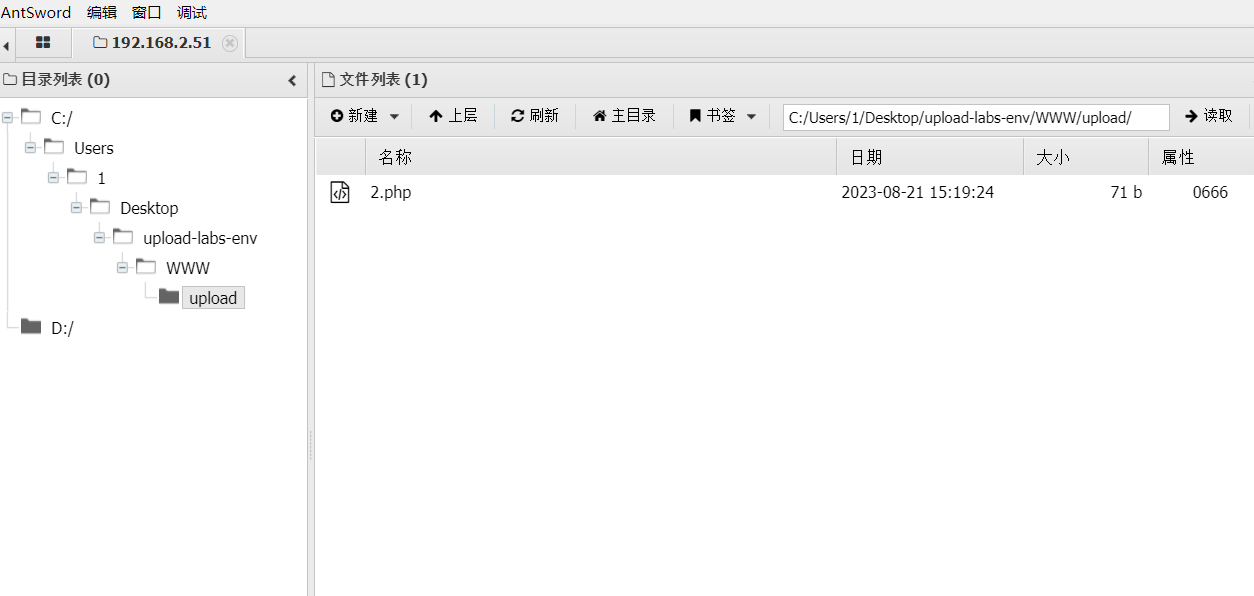 AntSword 编辑 窗口 调试
192.168.2.51
目录列表 (0)
文件列表 (1)
新建 上层 刷新 主目录 书签 C:/Users/1/Desktop/upload-labs-env/WWW/upload/ 读取
名称 日期 大小 属性
2.php 2023-08-21 15:19:24 71 b 0666
C:/
Users
1
Desktop
upload-labs-env
WWW
upload
D:/